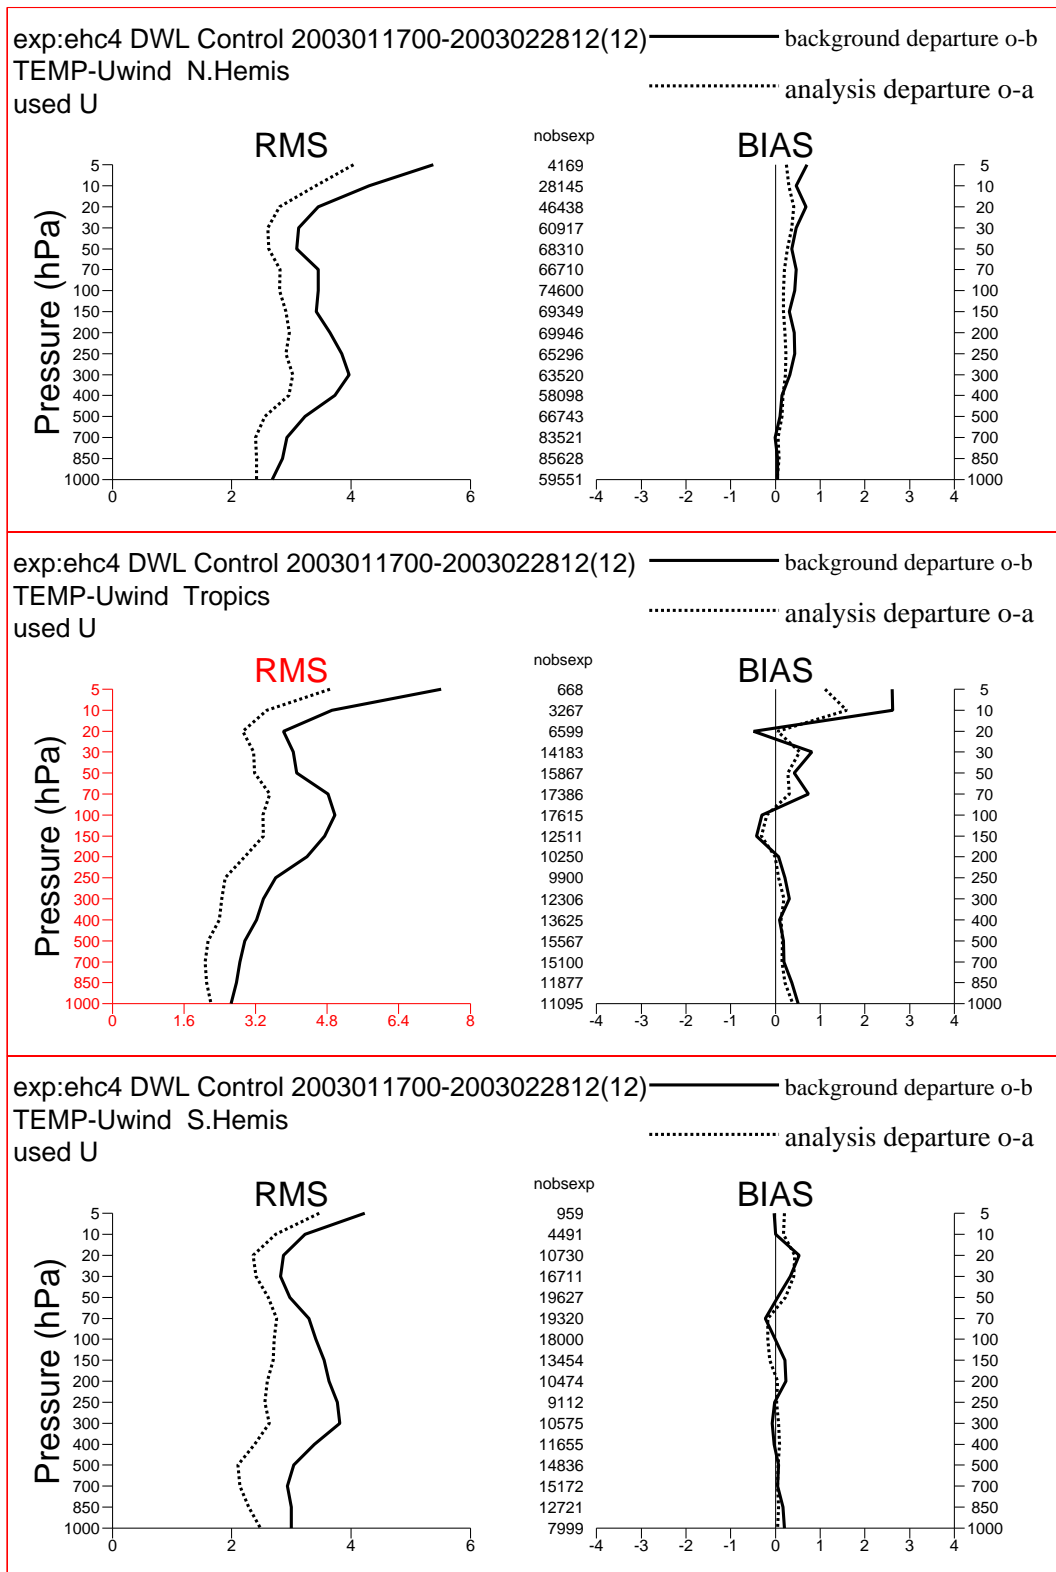 exp:ehc4 DWL Control 2003011700-2003022812(12)
background departure o-b
TEMP-Uwind N.Hemis
analysis departure o-a
used U
RMS
nobsexp
BIAS
Pressure (hPa)
5 4169 5
10 28145 10
20 46438 20
30 60917 30
50 68310 50
70 66710 70
100 74600 100
150 69349 150
200 69946 200
250 65296 250
300 63520 300
400 58098 400
500 66743 500
700 83521 700
850 85628 850
1000 59551 1000
0 2 4 6 -4 -3 -2 -1 0 1 2 3 4
exp:ehc4 DWL Control 2003011700-2003022812(12)
background departure o-b
TEMP-Uwind Tropics
analysis departure o-a
used U
RMS
nobsexp
BIAS
Pressure (hPa)
5 668 5
10 3267 10
20 6599 20
30 14183 30
50 15867 50
70 17386 70
100 17615 100
150 12511 150
200 10250 200
250 9900 250
300 12306 300
400 13625 400
500 15567 500
700 15100 700
850 11877 850
1000 11095 1000
0 1.6 3.2 4.8 6.4 8 -4 -3 -2 -1 0 1 2 3 4
exp:ehc4 DWL Control 2003011700-2003022812(12)
background departure o-b
TEMP-Uwind S.Hemis
analysis departure o-a
used U
RMS
nobsexp
BIAS
Pressure (hPa)
5 959 5
10 4491 10
20 10730 20
30 16711 30
50 19627 50
70 19320 70
100 18000 100
150 13454 150
200 10474 200
250 9112 250
300 10575 300
400 11655 400
500 14836 500
700 15172 700
850 12721 850
1000 7999 1000
0 2 4 6 -4 -3 -2 -1 0 1 2 3 4